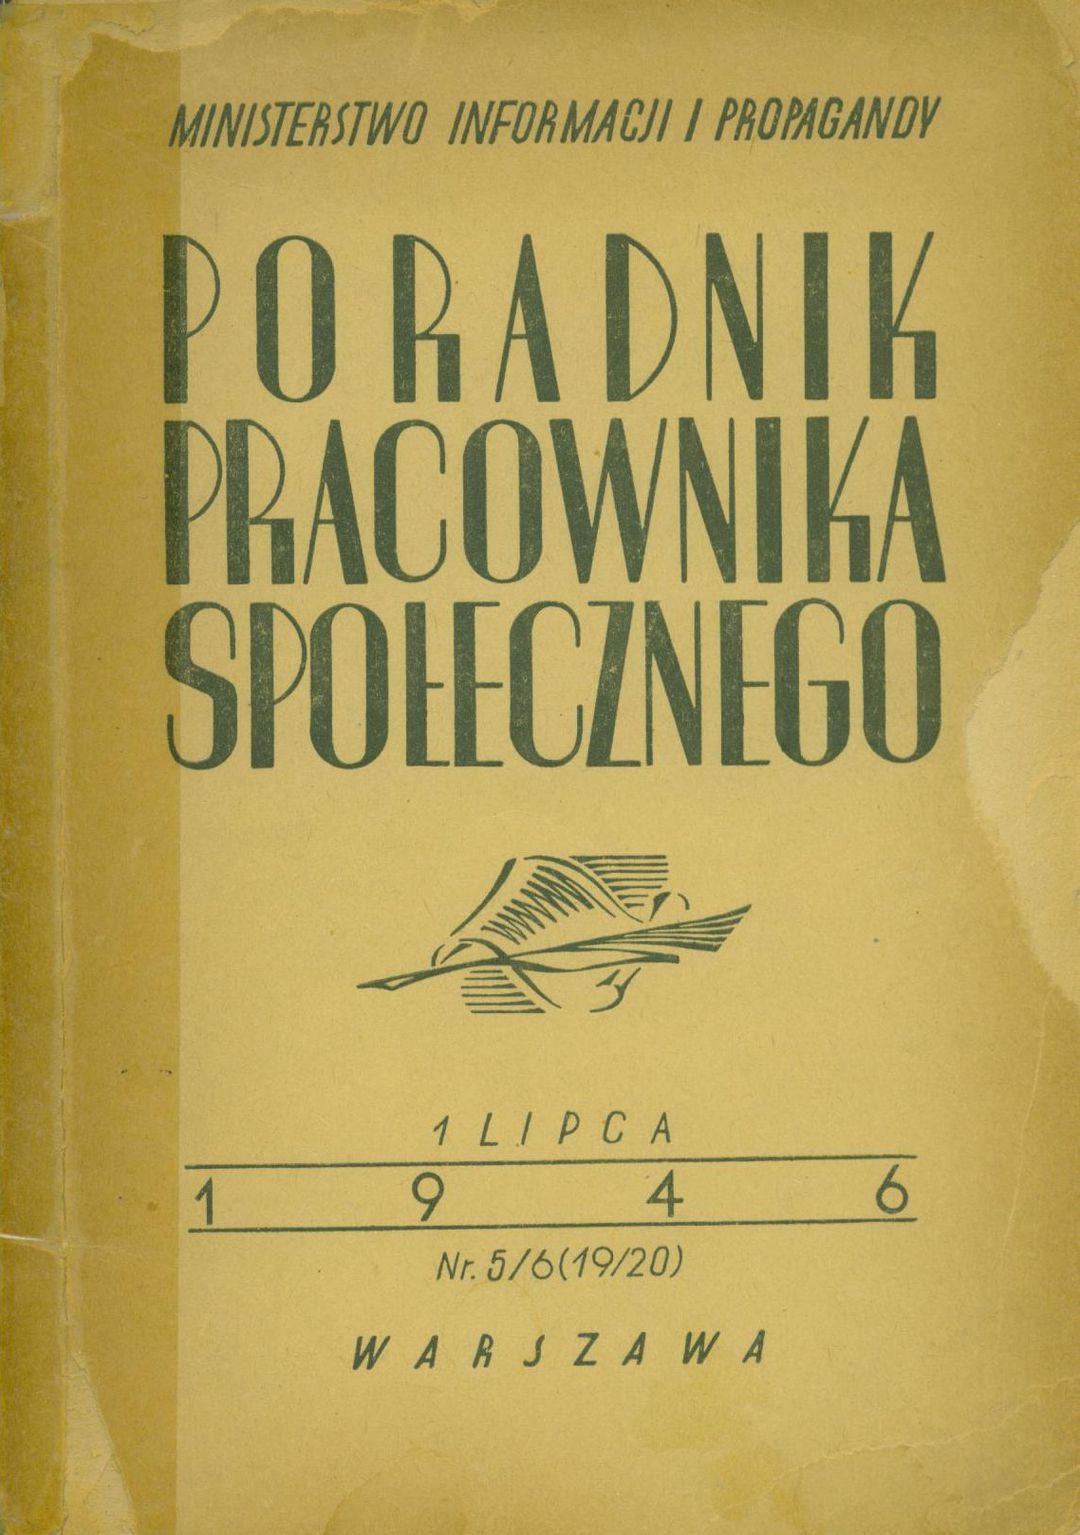 MINISTERSTWO INFORMACJI I PROPAGANDY
PORADNIK
PRACOWNIKA
SPOŁECZNEGO
1 LIPCA
1946
Nr. 5/6(19/20)
WARSZAWA